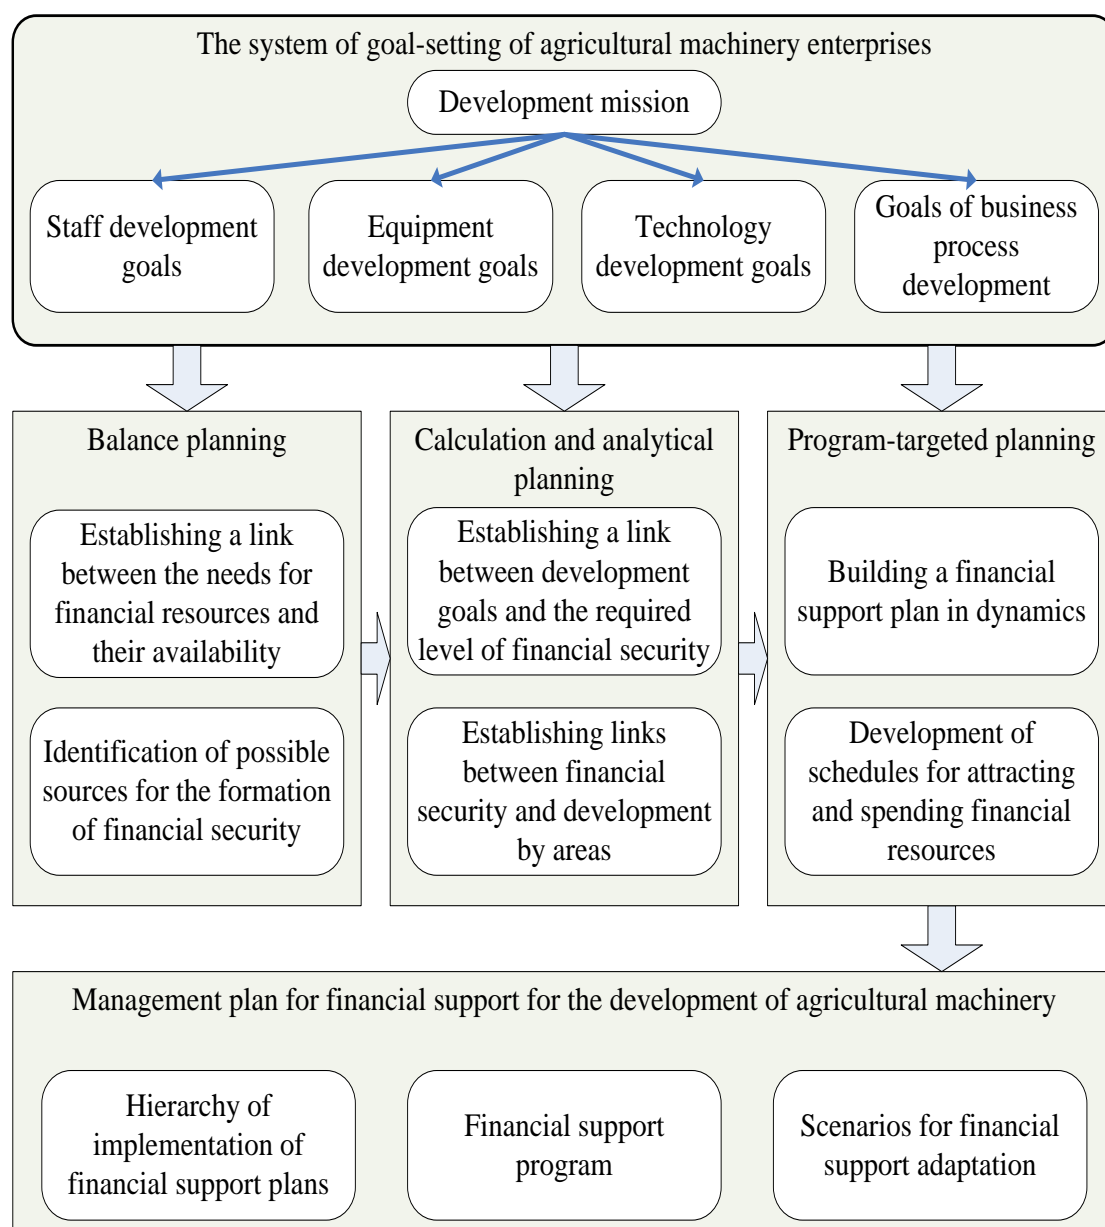 The system of goal-setting of agricultural machinery enterprises
Development mission
Staff development
goals
Equipment
development goals
Technology
development goals
Goals of business
process
development
Balance planning
Establishing a link
between the needs for
financial resources and
their availability
Identification of possible
sources for the formation
of financial security
Calculation and analytical
planning
Establishing a link
between development
goals and the required
level of financial security
Establishing links
between financial
security and development
by areas
Program-targeted planning
Building a financial
support plan in dynamics
Development of
schedules for attracting
and spending financial
resources
Management plan for financial support for the development of agricultural machinery
Hierarchy of
implementation of
financial support plans
Financial support
program
Scenarios for financial
support adaptation